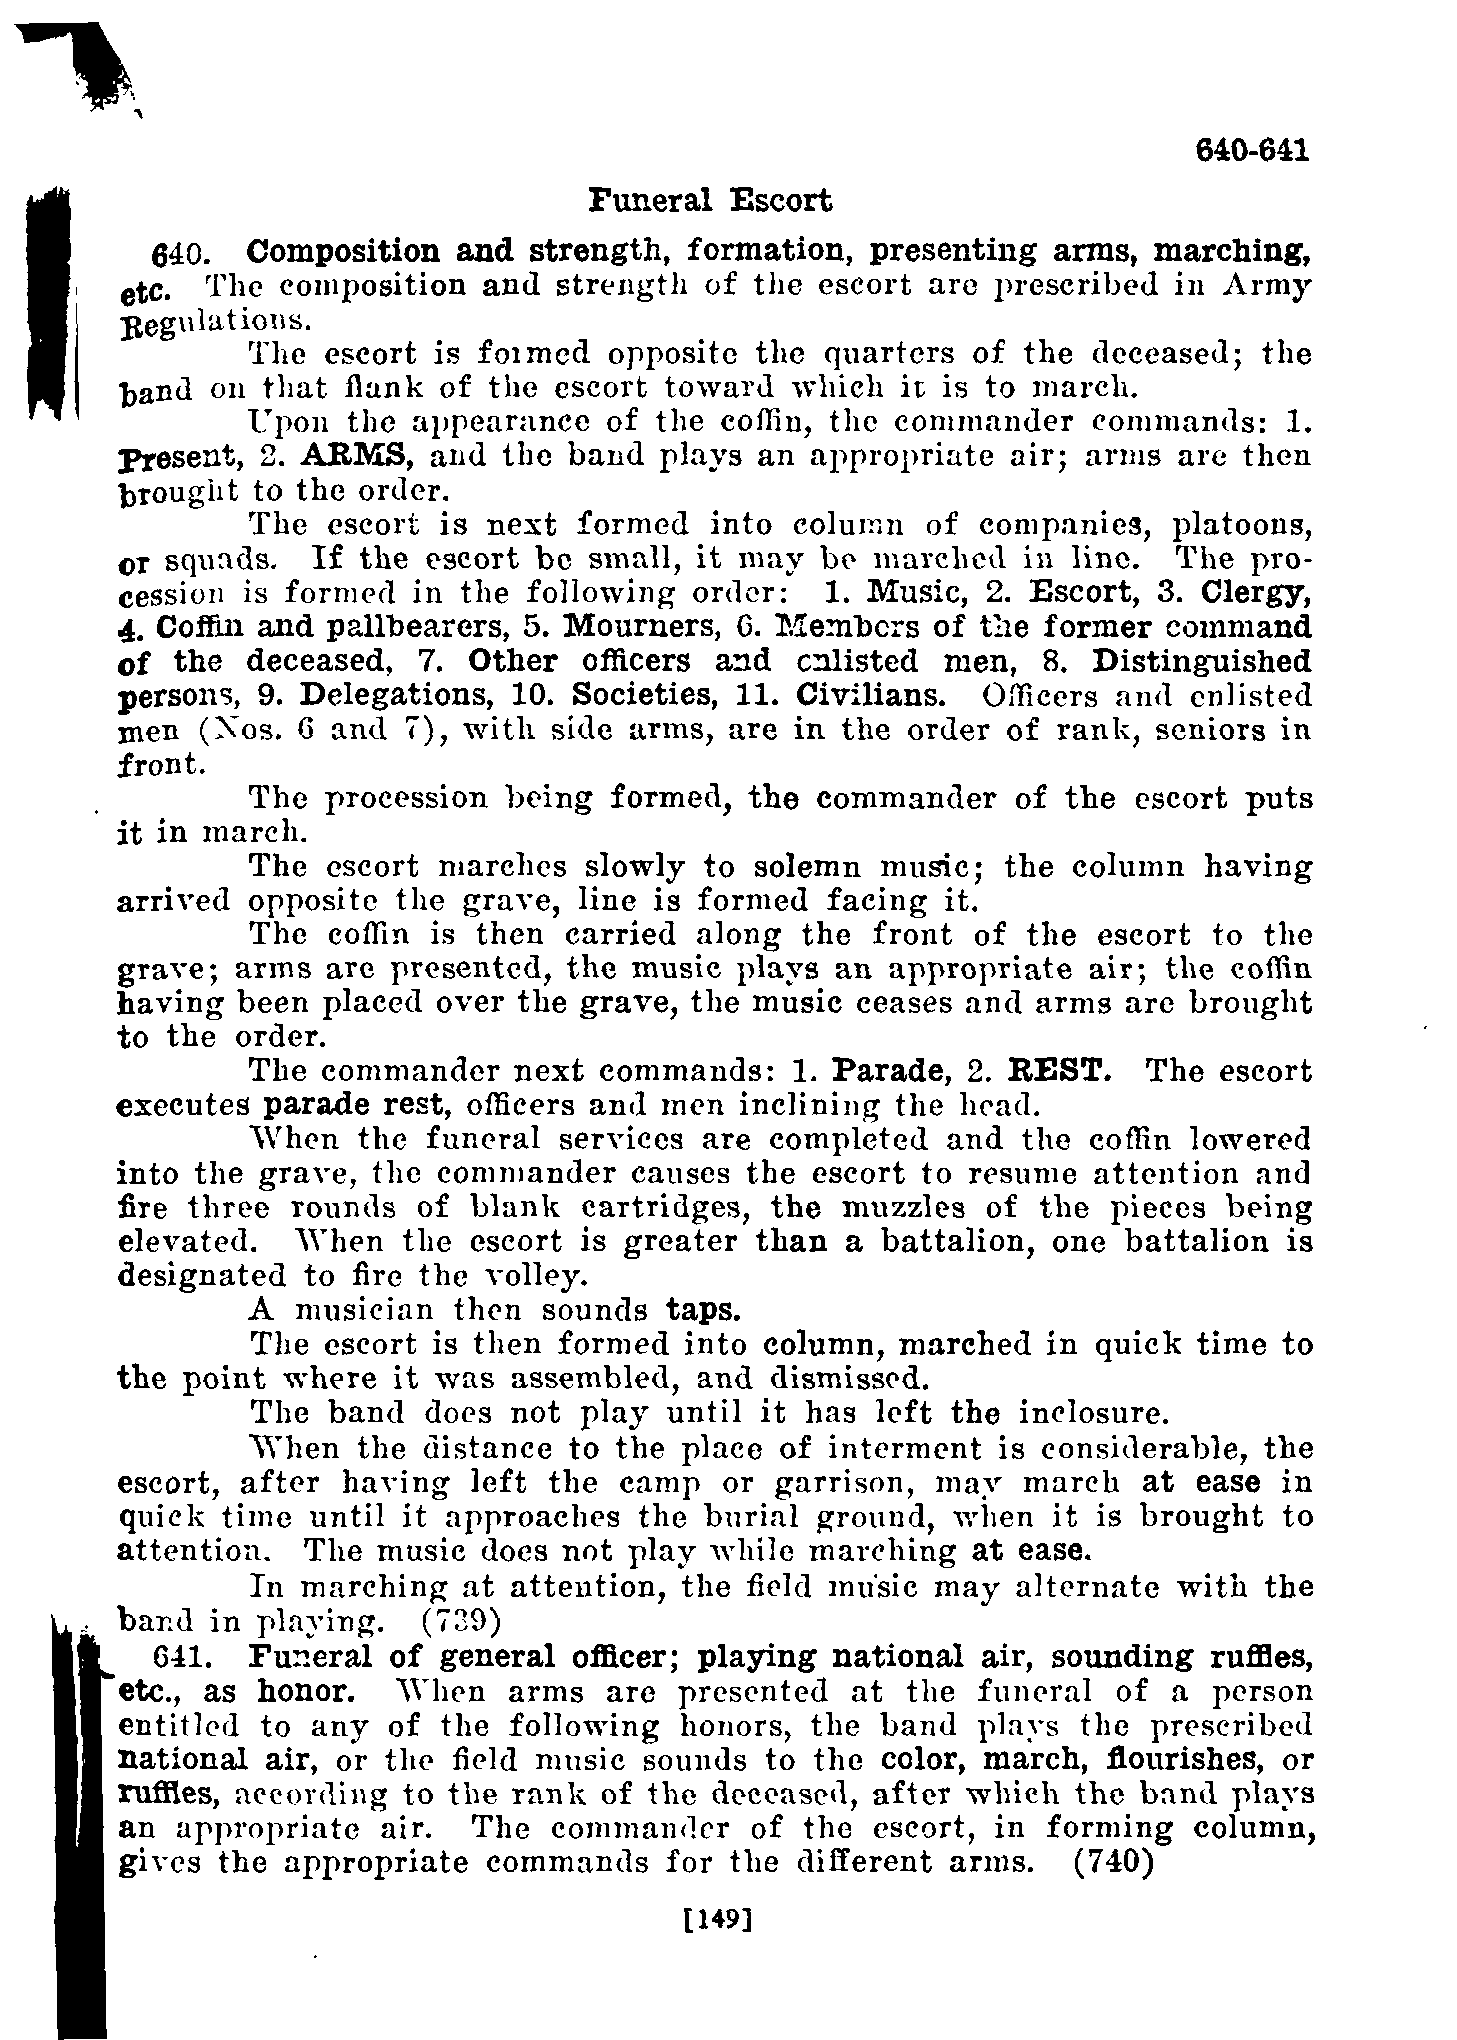 640-641
Funeral Escort
640. Composition and strength, formation, presenting arms, marching,
etc. The composition and strength of the escort are prescribed in Army
Regulations.
The escort is formed opposite the quarters of the deceased; the
band on that flank of the escort toward which it is to march.
Upon the appearance of the coffin, the commander commands: 1.
Present, 2. ARMS, and the band plays an appropriate air; arms are then
brought to the order.
The escort is next formed into column of companies, platoons,
or squads. If the escort be small, it may be marched in line. The pro-
cession is formed in the following order: 1. Music, 2. Escort, 3. Clergy,
4. Coffin and pallbearers, 5. Mourners, 6. Members of the former command
of the deceased, 7. Other officers and enlisted men, 8. Distinguished
persons, 9. Delegations, 10. Societies, 11. Civilians. Officers and enlisted
men (Nos. 6 and 7), with side arms, are in the order of rank, seniors in
front.
The procession being formed, the commander of the escort puts
it in march.
The escort marches slowly to solemn music; the column having
arrived opposite the grave, line is formed facing it.
The coffin is then carried along the front of the escort to the
grave; arms are presented, the music plays an appropriate air; the coffin
having been placed over the grave, the music ceases and arms are brought
to the order.
The commander next commands: 1. Parade, 2. REST. The escort
executes parade rest, officers and men inclining the head.
When the funeral services are completed and the coffin lowered
into the grave, the commander causes the escort to resume attention and
fire three rounds of blank cartridges, the muzzles of the pieces being
elevated. When the escort is greater than a battalion, one battalion is
designated to fire the volley.
A musician then sounds taps.
The escort is then formed into column, marched in quick time to
the point where it was assembled, and dismissed.
The band does not play until it has left the inclosure.
When the distance to the place of interment is considerable, the
escort, after having left the camp or garrison, may march at ease in
quick time until it approaches the burial ground, when it is brought to
attention. The music does not play while marching at ease.
In marching at attention, the field music may alternate with the
band in playing. (739)
641. Funeral of general officer; playing national air, sounding ruffles,
etc., as honor. When arms are presented at the funeral of a person
entitled to any of the following honors, the band plays the prescribed
national air, or the field music sounds to the color, march, flourishes, or
ruffles, according to the rank of the deceased, after which the band plays
an appropriate air. The commander of the escort, in forming column,
gives the appropriate commands for the different arms. (740)
[149]